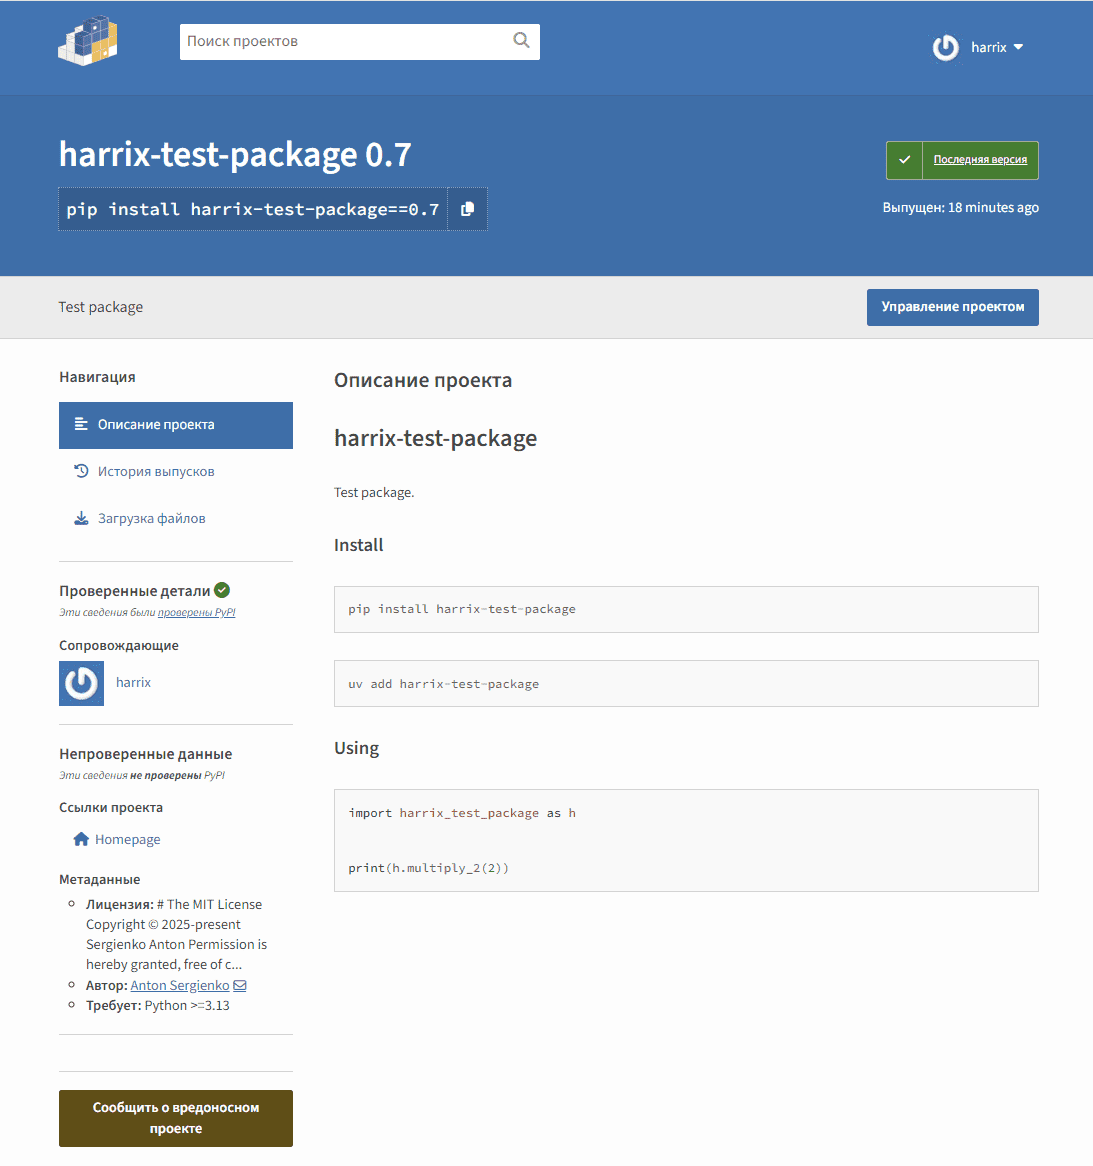 Поиск проектов
harrix
harrix-test-package 0.7
pip install harrix-test-package==0.7
Последняя версия
Выпущен: 18 minutes ago
Test package
Управление проектом
Навигация
Описание проекта
История выпусков
Загрузка файлов
Проверенные детали
Эти сведения были проверены PyPI
Сопровождающие
harrix
Непроверенные данные
Эти сведения не проверены PyPI
Ссылки проекта
Homepage
Метаданные
Лицензия: # The MIT License
Copyright © 2025-present
Sergienko Anton Permission is
hereby granted, free of c...
Автор: Anton Sergienko
Требует: Python >=3.13
Сообщить о вредоносном
проекте
Описание проекта
harrix-test-package
Test package.
Install
pip install harrix-test-package
uv add harrix-test-package
Using
import harrix_test_package as h
print(h.multiply_2(2))